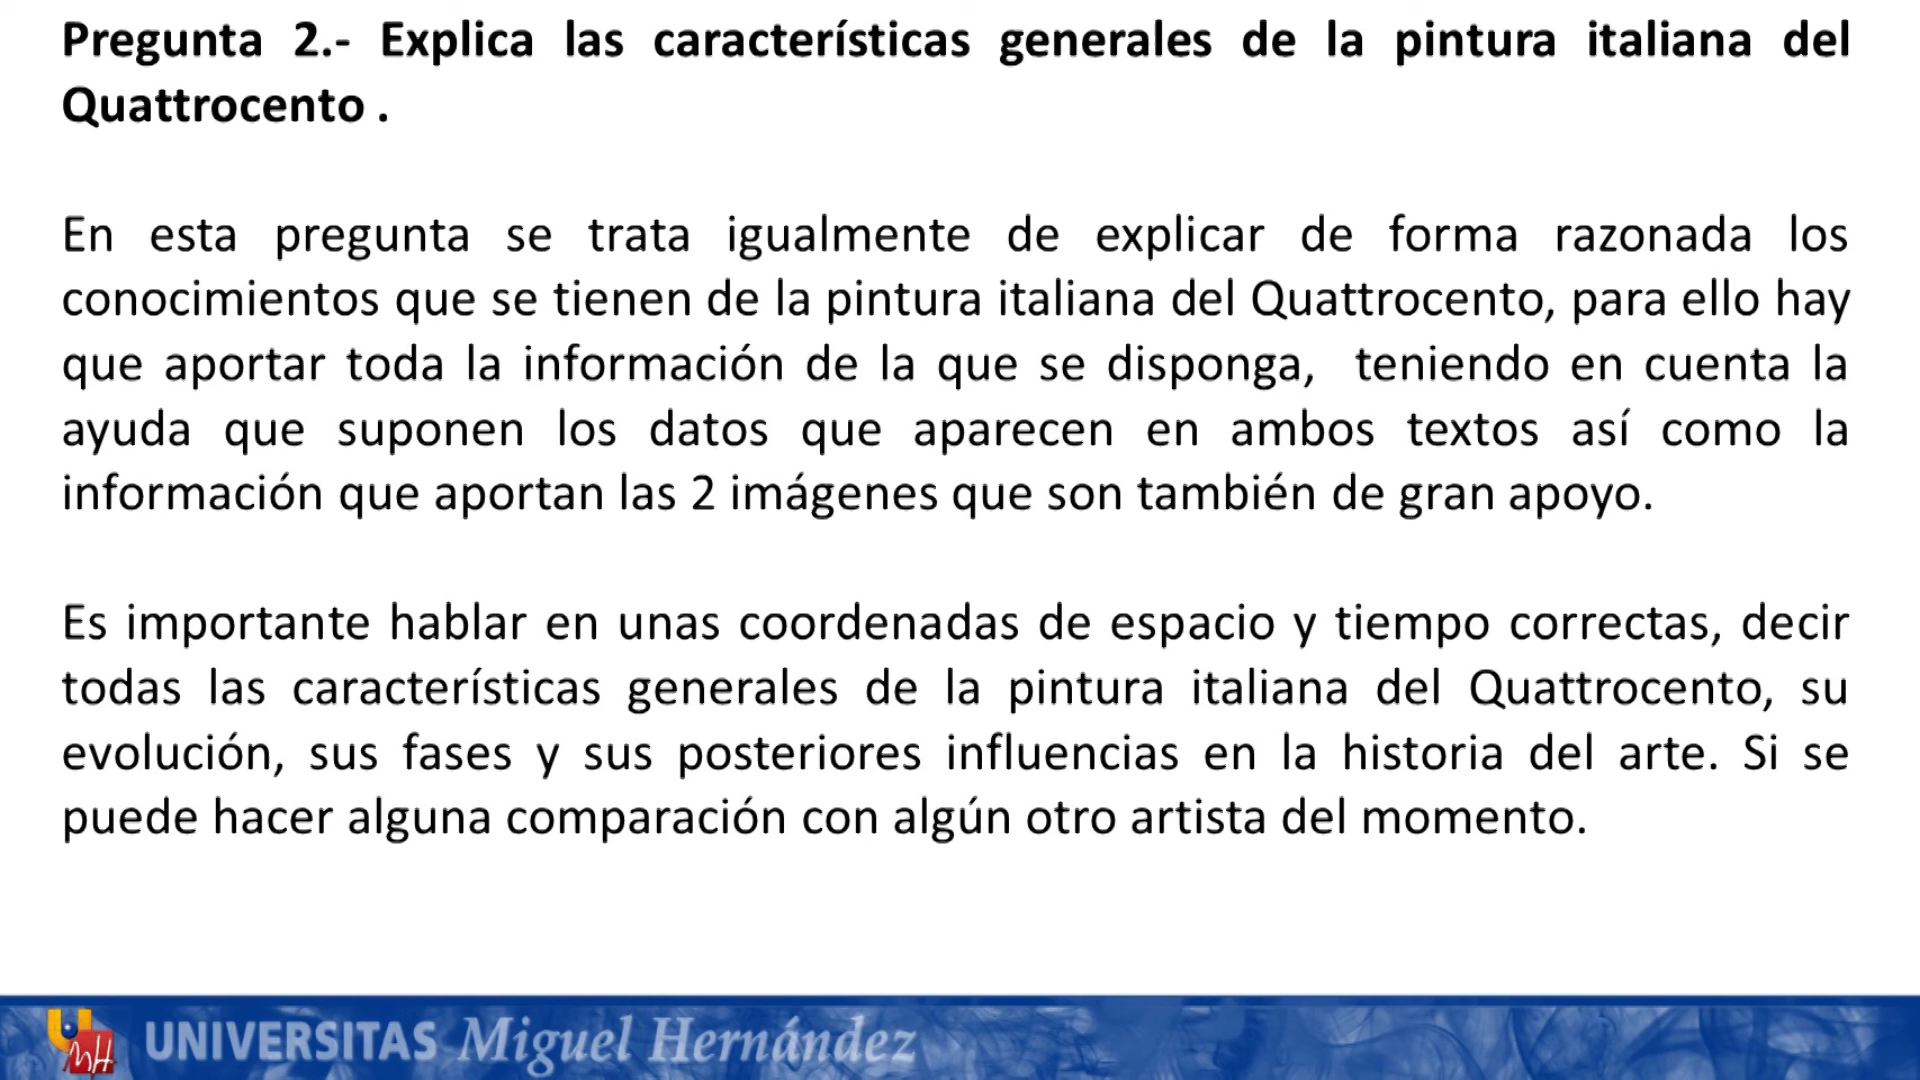 Pregunta 2.- Explica las características generales de la pintura italiana del
Quattrocento .
En esta pregunta se trata igualmente de explicar de forma razonada los
conocimientos que se tienen de la pintura italiana del Quattrocento, para ello hay
que aportar toda la información de la que se disponga, teniendo en cuenta la
ayuda que suponen los datos que aparecen en ambos textos así como la
información que aportan las 2 imágenes que son también de gran apoyo.
Es importante hablar en unas coordenadas de espacio y tiempo correctas, decir
todas las características generales de la pintura italiana del Quattrocento, su
evolución, sus fases y sus posteriores influencias en la historia del arte. Si se
puede hacer alguna comparación con algún otro artista del momento.
UNIVERSITAS Miguel Hernández